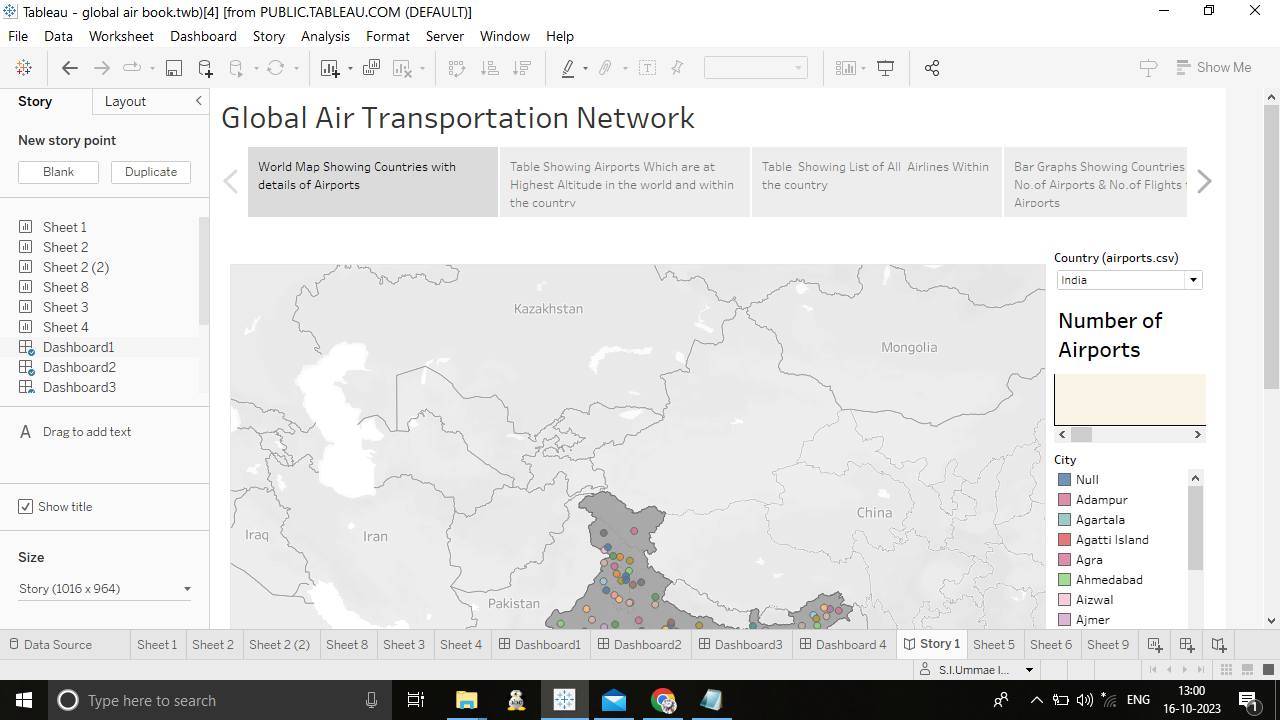 Tableau - global air book.twb)[4] [from PUBLIC.TABLEAU.COM (DEFAULT)]
File Data Worksheet Dashboard Story Analysis Format Server Window Help
Show Me
Story Layout
New story point
Blank Duplicate
Sheet 1
Sheet 2
Sheet 2 (2)
Sheet 8
Sheet 3
Sheet 4
Dashboard1
Dashboard2
Dashboard3
A Drag to add text
Show title
Size
Story (1016 x 964)
Global Air Transportation Network
World Map Showing Countries with
details of Airports
Table Showing Airports Which are at
Highest Altitude in the world and within
the country
Table Showing List of All Airlines Within
the country
Bar Graphs Showing Countries
No.of Airports & No.of Flights
Airports
Kazakhstan
Mongolia
China
Iraq
Iran
Pakistan
Country (airports.csv)
India
Number of
Airports
City
Null
Adampur
Agartala
Agatti Island
Agra
Ahmedabad
Aizwal
Ajmer
Data Source Sheet 1 Sheet 2 Sheet 2 (2) Sheet 8 Sheet 3 Sheet 4 Dashboard1 Dashboard2 Dashboard3 Dashboard 4 Story 1 Sheet 5 Sheet 6 Sheet 9
S.I.Ummae I...
Type here to search
ENG
13:00
16-10-2023
1